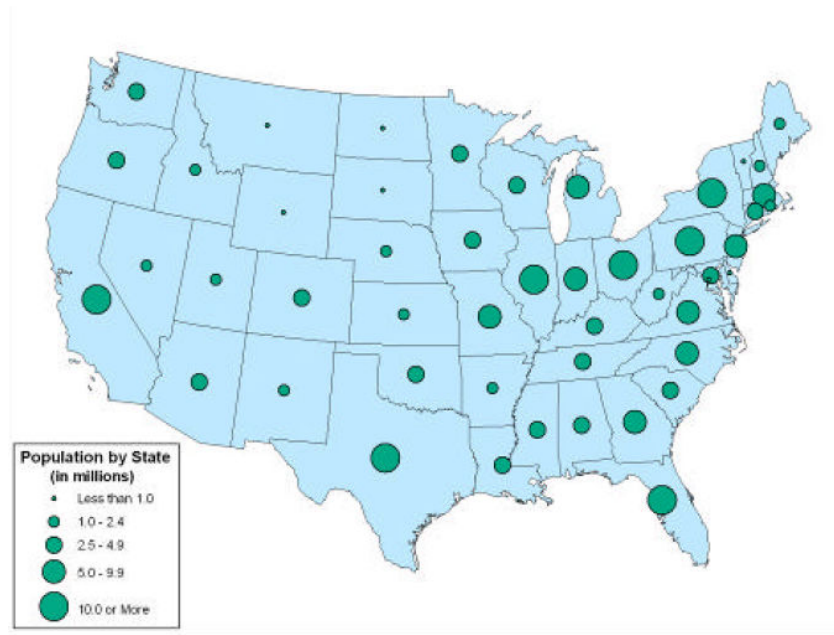 Population by State
(in millions)
Less than 1.0
1.0 - 2.4
2.5 - 4.9
5.0 - 9.9
10.0 or More